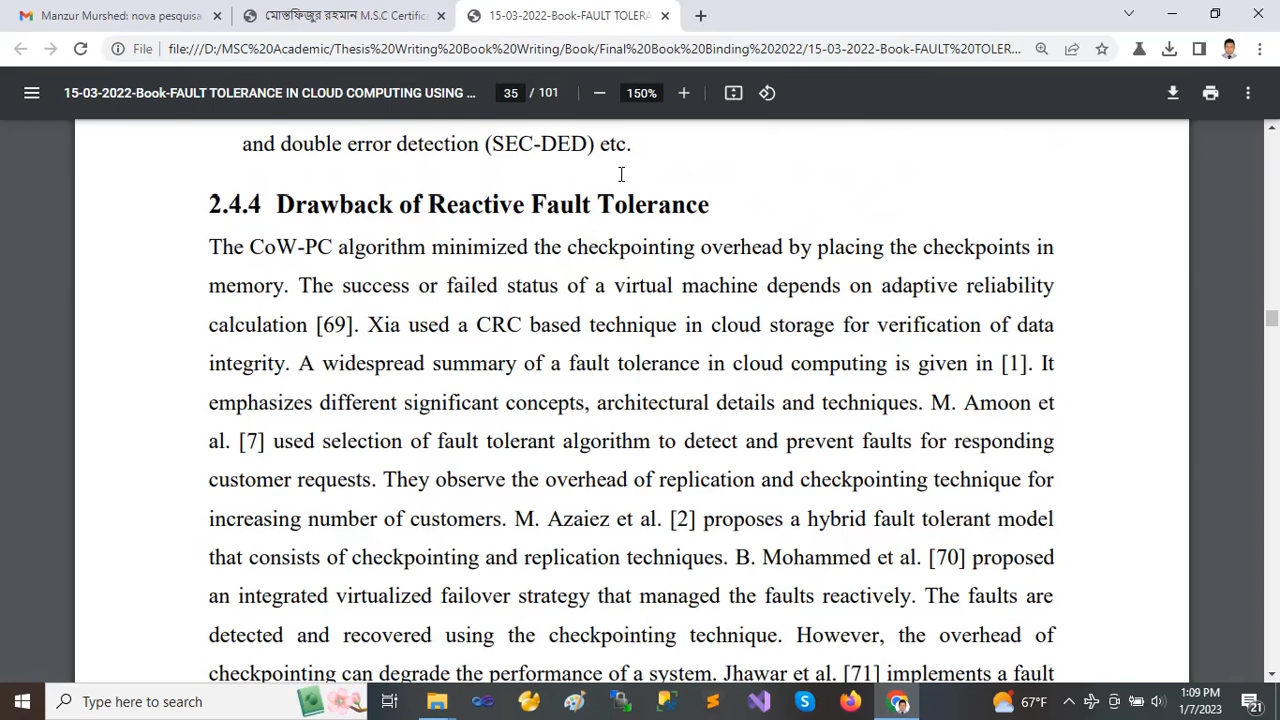 Manzur Murshed: nova pesquisa
মোস্তফিজুর রহমান M.S.C Certific
15-03-2022-Book-FAULT TOLERA
File file:///D:/MSC%20Academic/Thesis%20Writing%20Book%20Writing/Book/Final%20Book%20Binding%202022/15-03-2022-Book-FAULT%20TOLER...
15-03-2022-Book-FAULT TOLERANCE IN CLOUD COMPUTING USING ... 35 / 101 150%
and double error detection (SEC-DED) etc.
2.4.4 Drawback of Reactive Fault Tolerance
The CoW-PC algorithm minimized the checkpointing overhead by placing the checkpoints in
memory. The success or failed status of a virtual machine depends on adaptive reliability
calculation [69]. Xia used a CRC based technique in cloud storage for verification of data
integrity. A widespread summary of a fault tolerance in cloud computing is given in [1]. It
emphasizes different significant concepts, architectural details and techniques. M. Amoon et
al. [7] used selection of fault tolerant algorithm to detect and prevent faults for responding
customer requests. They observe the overhead of replication and checkpointing technique for
increasing number of customers. M. Azaiez et al. [2] proposes a hybrid fault tolerant model
that consists of checkpointing and replication techniques. B. Mohammed et al. [70] proposed
an integrated virtualized failover strategy that managed the faults reactively. The faults are
detected and recovered using the checkpointing technique. However, the overhead of
checkpointing can degrade the performance of a system. Jhawar et al. [71] implements a fault
Type here to search
67°F
1:09 PM
1/7/2023
21